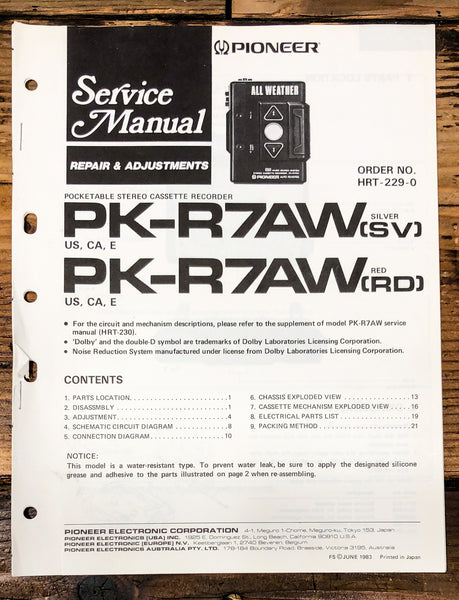 PIONEER
Service
Manual
REPAIR & ADJUSTMENTS
ALL WEATHER
PIONEER
ORDER NO.
HRT-229-0
POCKETABLE STEREO CASSETTE RECORDER
PK-R7AW(SV) SILVER
US, CA, E
PK-R7AW(RD) RED
US, CA, E
● For the circuit and mechanism descriptions, please refer to the supplement of model PK-R7AW service
manual (HRT-230).
● 'Dolby' and the double-D symbol are trademarks of Dolby Laboratories Licensing Corporation.
● Noise Reduction System manufactured under license from Dolby Laboratories Licensing Corporation.
CONTENTS
1. PARTS LOCATION. . . . . . . . . . . . . . . . . . . . .1
2. DISASSMBLY . . . . . . . . . . . . . . . . . . . . . . . .1
3. ADJUSTMENT. . . . . . . . . . . . . . . . . . . . . . . .4
4. SCHEMATIC CIRCUIT DIAGRAM . . . . . . . . . . .8
5. CONNECTION DIAGRAM. . . . . . . . . . . . . . . .10
6. CHASSIS EXPLODED VIEW . . . . . . . . . . . . . .13
7. CASSETTE MECHANISM EXPLODED VIEW . . . . .16
8. ELECTRICAL PARTS LIST . . . . . . . . . . . . . . .19
9. PACKING METHOD. . . . . . . . . . . . . . . . . . . .21
NOTICE:
This model is a water-resistant type. To prvent water leak, be sure to apply the designated silicone
grease and adhesive to the parts illustrated on page 2 when re-assembling.
PIONEER ELECTRONIC CORPORATION 4-1, Meguro 1-Chome, Meguro-ku, Tokyo 153, Japan
PIONEER ELECTRONICS [USA] INC. 1925 E. Dominguez St., Long Beach, California 90810 U.S.A.
PIONEER ELECTRONIC [EUROPE] N.V. Keetberglaan 1, 2740 Beveren, Belgium
PIONEER ELECTRONICS AUSTRALIA PTY. LTD. 178-184 Boundary Road, Braeside, Victoria 3195, Australia
FS ©JUNE 1983 Printed in Japan